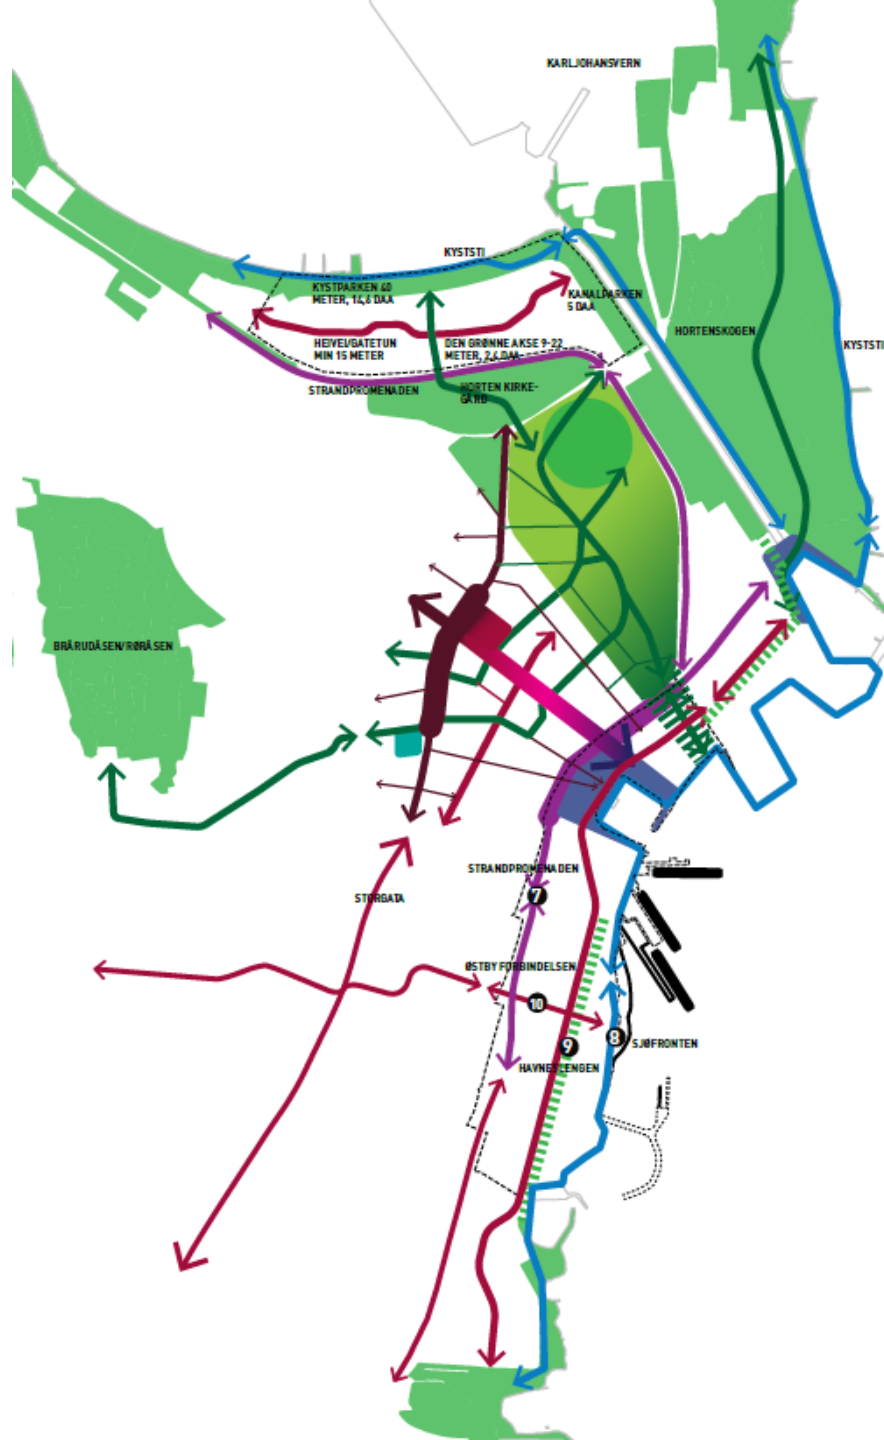 KARLJOHANSVERN
KYSTSTI
KYSTPARKEN 40
METER, 14,6 DAA
KANALPARKEN
5 DAA
HEIVEI/GATETUN
MIN 15 METER
DEN GRØNNE AKSE 9-22
METER, 2,4 DAA
HORTENSKOGEN
KYSTSTI
STRANDPROMENADEN
HORTEN KIRKE-
GÅRD
BRÅRUDÅSEN/RØRÅSEN
STRANDPROMENADEN
7
STORGATA
ØSTBY FORBINDELSEN
10
8
SJØFRONTEN
9
HAVNESLENGEN